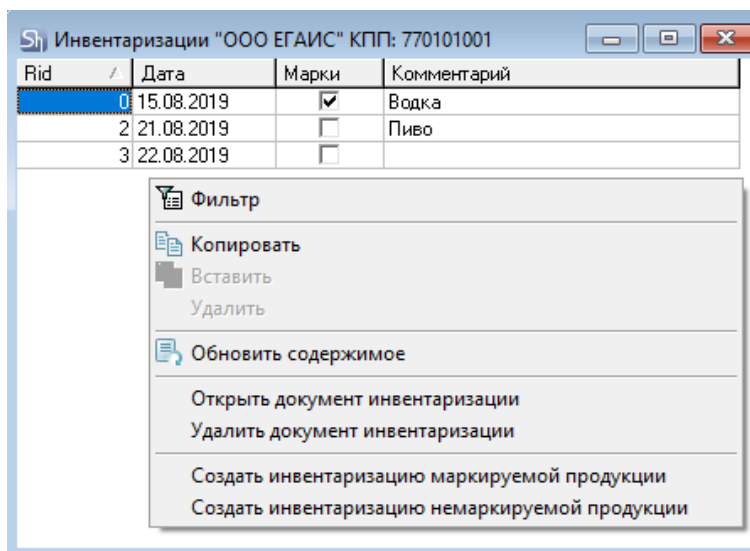 Sh Инвентаризации "ООО ЕГАИС" КПП: 770101001
Rid Дата Марки Комментарий
0 15.08.2019 Водка
2 21.08.2019 Пиво
3 22.08.2019
Фильтр
Копировать
Вставить
Удалить
Обновить содержимое
Открыть документ инвентаризации
Удалить документ инвентаризации
Создать инвентаризацию маркируемой продукции
Создать инвентаризацию немаркируемой продукции